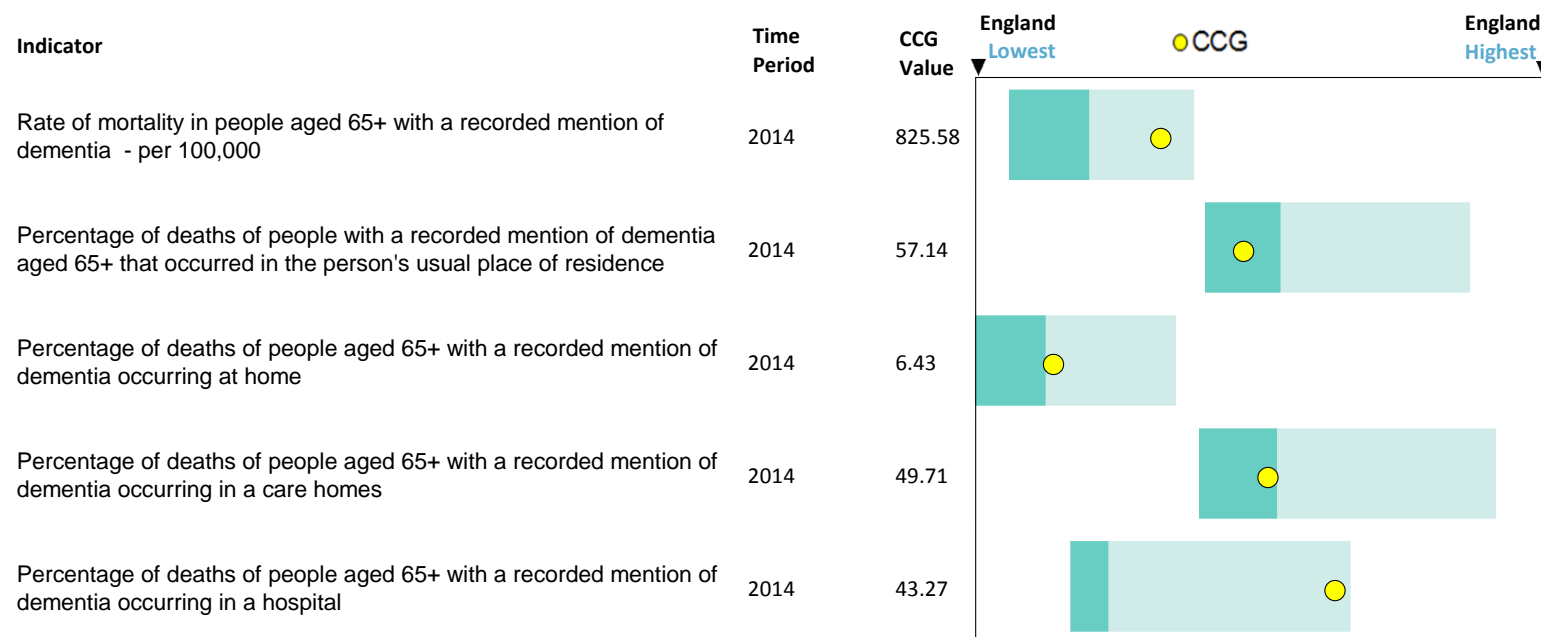 Indicator
Time
Period
CCG
Value
England
Lowest
CCG
England
Highest
Rate of mortality in people aged 65+ with a recorded mention of
dementia  - per 100,000
2014
825.58
Percentage of deaths of people with a recorded mention of dementia
aged 65+ that occurred in the person's usual place of residence
2014
57.14
Percentage of deaths of people aged 65+ with a recorded mention of
dementia occurring at home
2014
6.43
Percentage of deaths of people aged 65+ with a recorded mention of
dementia occurring in a care homes
2014
49.71
Percentage of deaths of people aged 65+ with a recorded mention of
dementia occurring in a hospital
2014
43.27